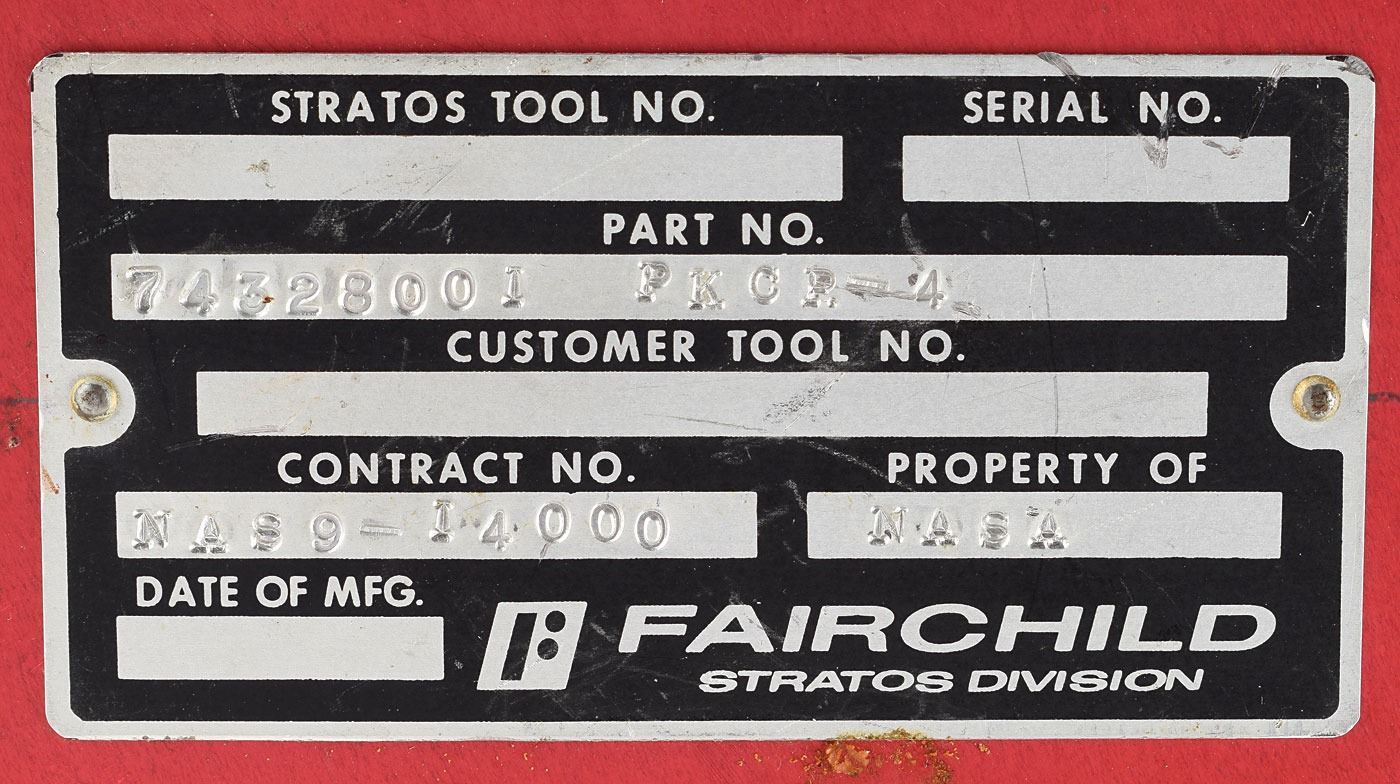 STRATOS TOOL NO. SERIAL NO.
PART NO.
74328001 PKCR-4
CUSTOMER TOOL NO.
CONTRACT NO. PROPERTY OF
NAS9-14000 NASA
DATE OF MFG.
FAIRCHILD
STRATOS DIVISION